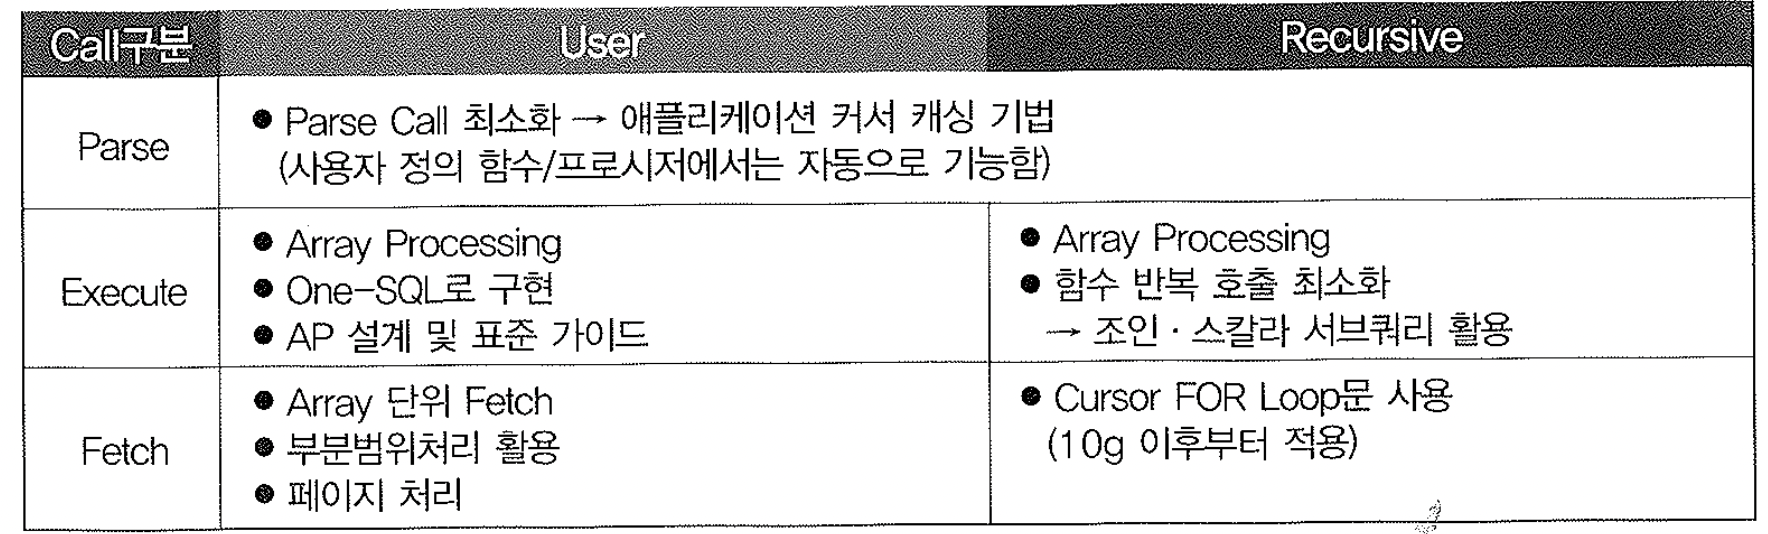 Call구분 User Recursive
Parse
● Parse Call 최소화 → 애플리케이션 커서 캐싱 기법
(사용자 정의 함수/프로시저에서는 자동으로 기능함)
Execute
● Array Processing
● One-SQL로 구현
● AP 설계 및 표준 가이드
● Array Processing
● 함수 반복 호출 최소화
→ 조인 · 스칼라 서브쿼리 활용
Fetch
● Array 단위 Fetch
● 부분범위처리 활용
● 페이지 처리
● Cursor FOR Loop문 사용
(10g 이후부터 적용)